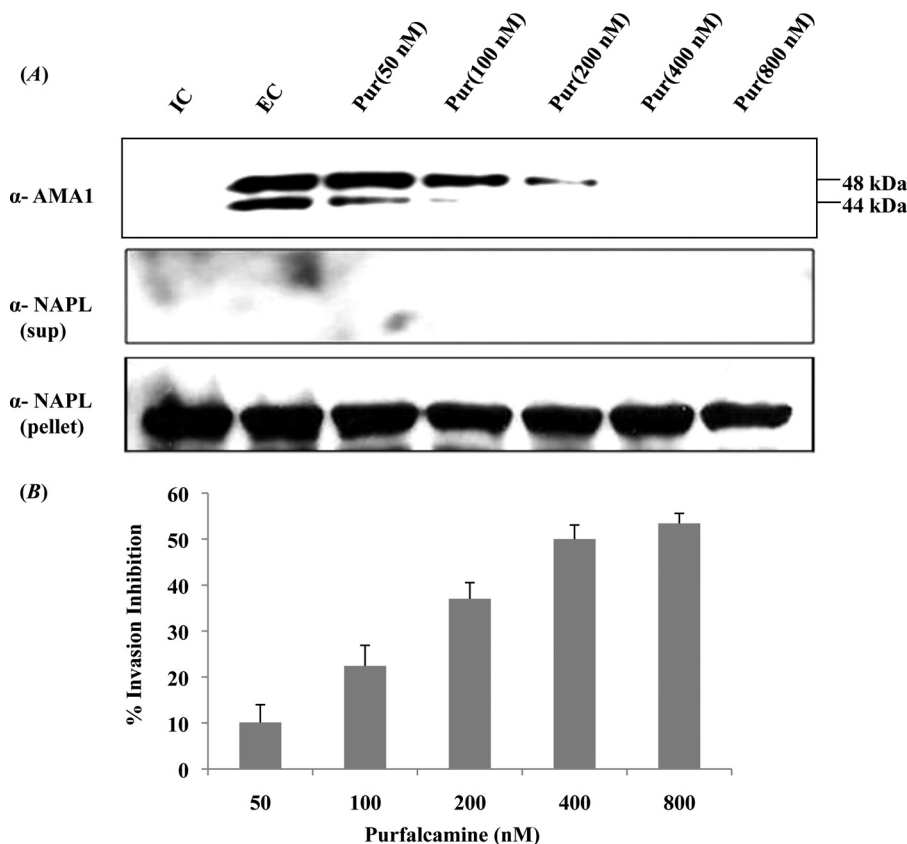 (A)
IC
EC
Pur(50 nM)
Pur(100 nM)
Pur(200 nM)
Pur(400 nM)
Pur(800 nM)
α- AMA1
48 kDa
44 kDa
α- NAPL
(sup)
α- NAPL
(pellet)
(B)
% Invasion Inhibition
60
50
40
30
20
10
0
50 100 200 400 800
Purfalcamine (nM)